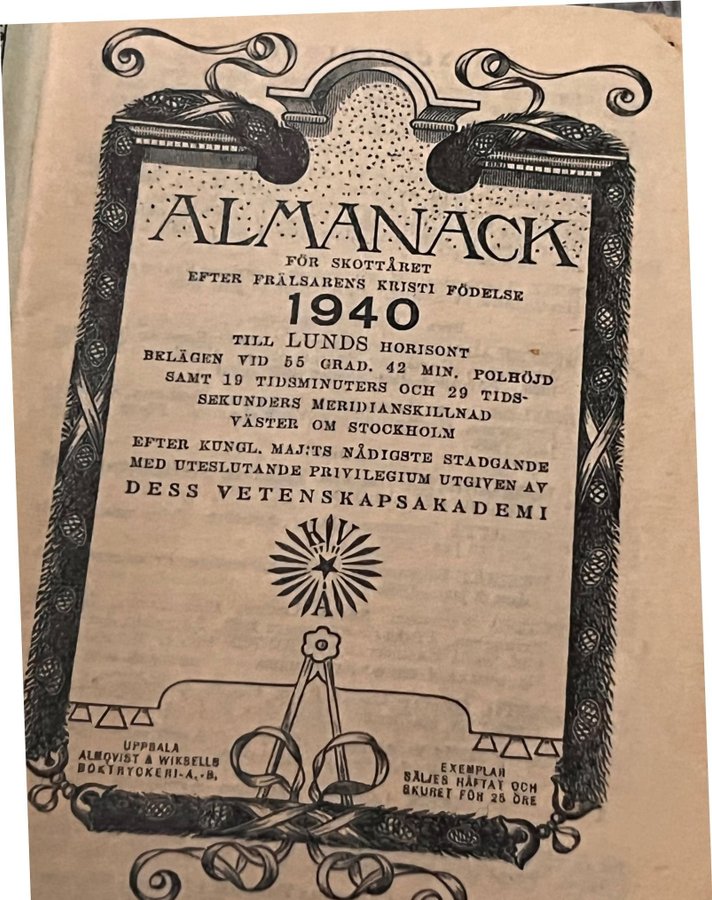 ALMANACK
FÖR SKOTTÅRET
EFTER FRÄLSARENS KRISTI FÖDELSE
1940
TILL LUNDS HORISONT
BELÄGEN VID 55 GRAD. 42 MIN. POLHÖJD
SAMT 19 TIDSMINUTERS OCH 29 TIDS-
SEKUNDERS MERIDIANSKILLNAD
VÄSTER OM STOCKHOLM
EFTER KUNGL. MAJ:TS NÅDIGSTE STADGANDE
MED UTESLUTANDE PRIVILEGIUM UTGIVEN AV
DESS VETENSKAPSAKADEMI
K V
A
UPPSALA
ALMQVIST & WIKSELLS
BOKTRYCKERI-A.-B.
EXEMPLAR
SÄLJES HÄFTAT OCH
SKURET FÖR 25 ÖRE